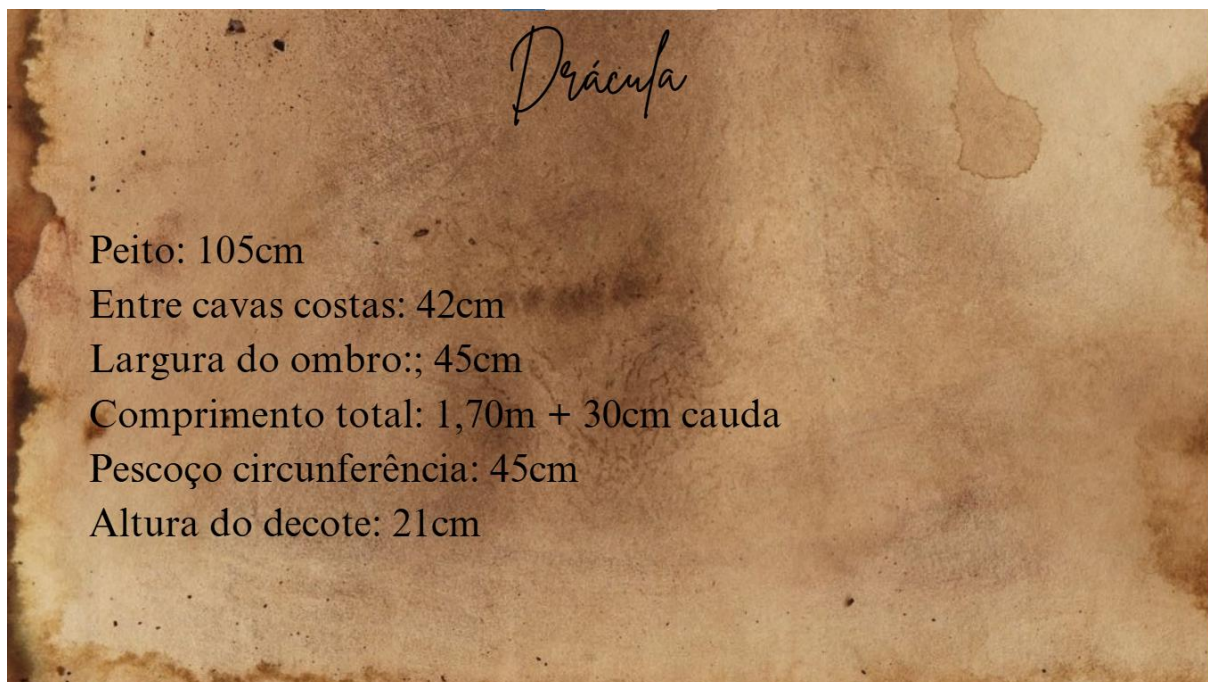 Drácula
Peito: 105cm
Entre cavas costas: 42cm
Largura do ombro:; 45cm
Comprimento total: 1,70m + 30cm cauda
Pescoço circunferência: 45cm
Altura do decote: 21cm